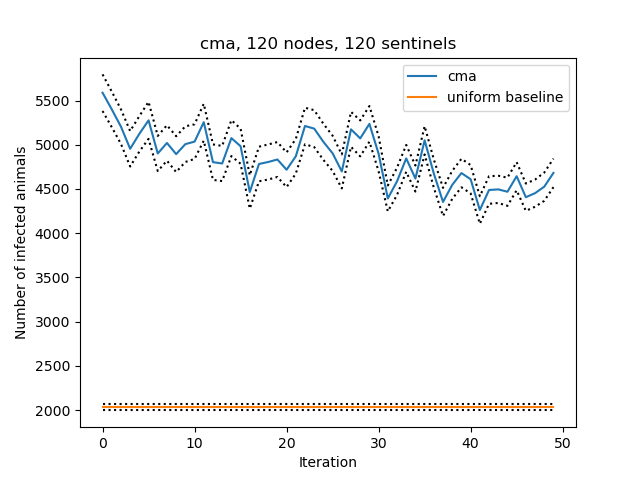 cma, 120 nodes, 120 sentinels
cma
uniform baseline
5500
5000
4500
4000
3500
3000
2500
2000
Number of infected animals
0 10 20 30 40 50
Iteration